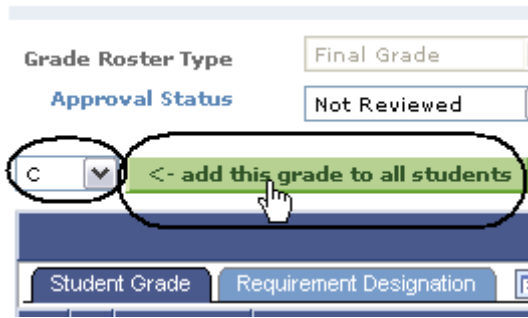 Grade Roster Type Final Grade
Approval Status Not Reviewed
C <- add this grade to all students
Student Grade Requirement Designation